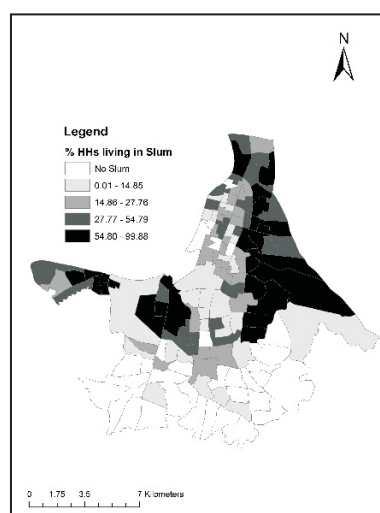 N
Legend
% HHs living in Slum
No Slum
0.01 - 14.85
14.86 - 27.76
27.77 - 54.79
54.80 - 99.88
0 1.75 3.5 7 Kilometers